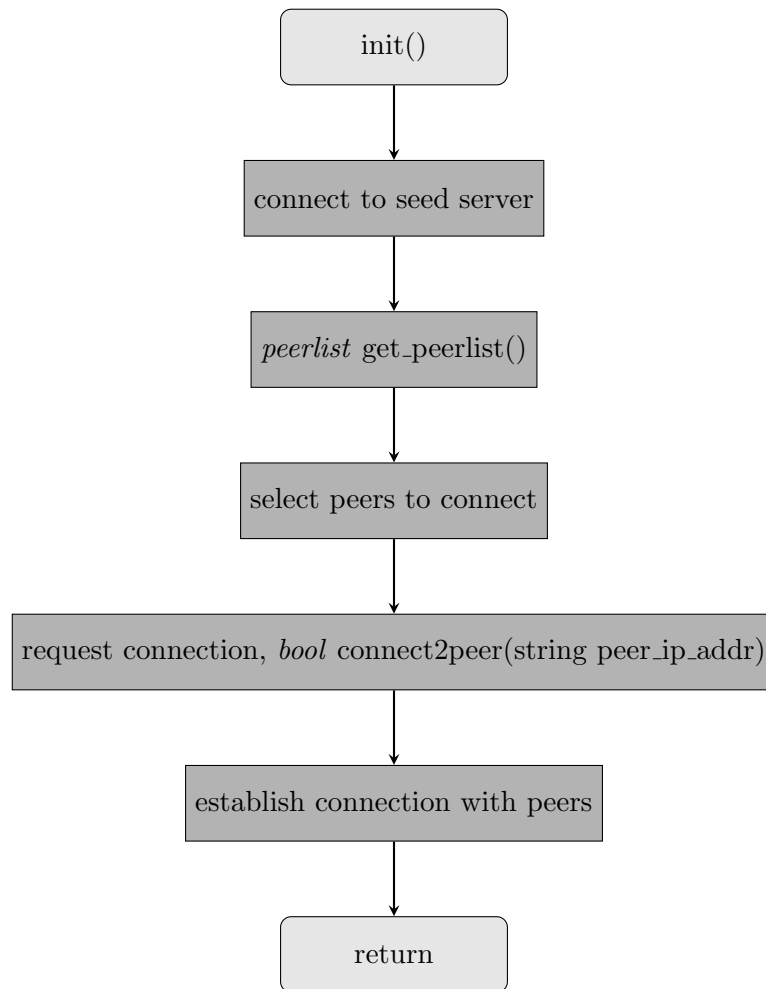 init()
connect to seed server
peerlist get_peerlist()
select peers to connect
request connection, bool connect2peer(string peer_ip_addr)
establish connection with peers
return